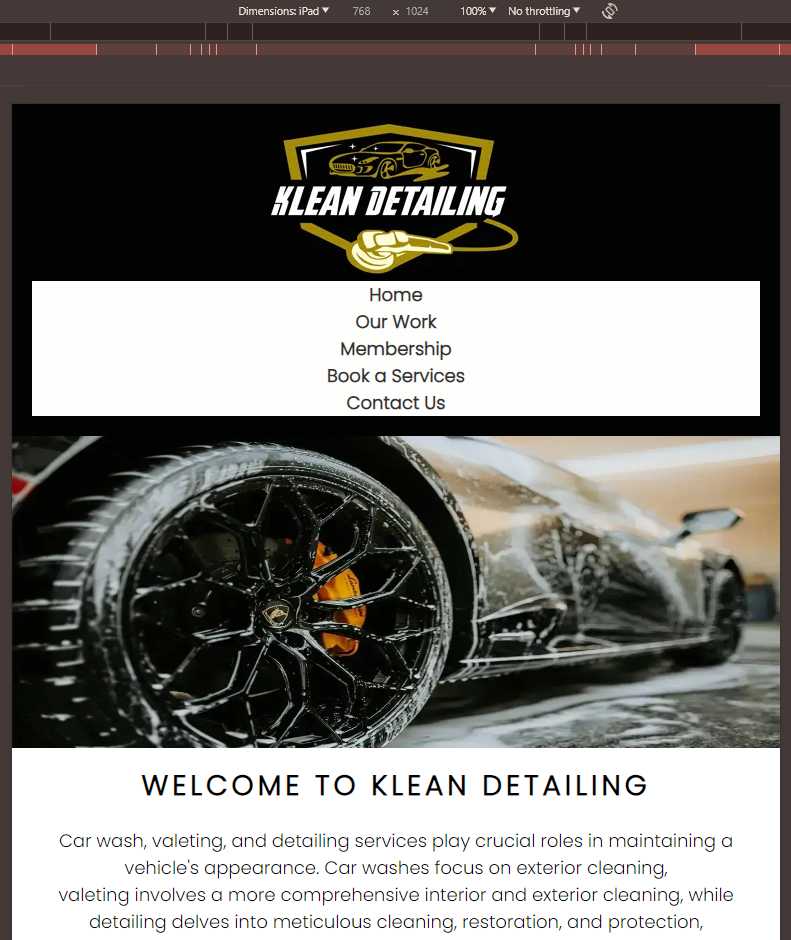 Dimensions: iPad ▼ 768 × 1024 100% ▼ No throttling ▼
KLEAN DETAILING
Home
Our Work
Membership
Book a Services
Contact Us
WELCOME TO KLEAN DETAILING
Car wash, valeting, and detailing services play crucial roles in maintaining a
vehicle's appearance. Car washes focus on exterior cleaning,
valeting involves a more comprehensive interior and exterior cleaning, while
detailing delves into meticulous cleaning, restoration, and protection,